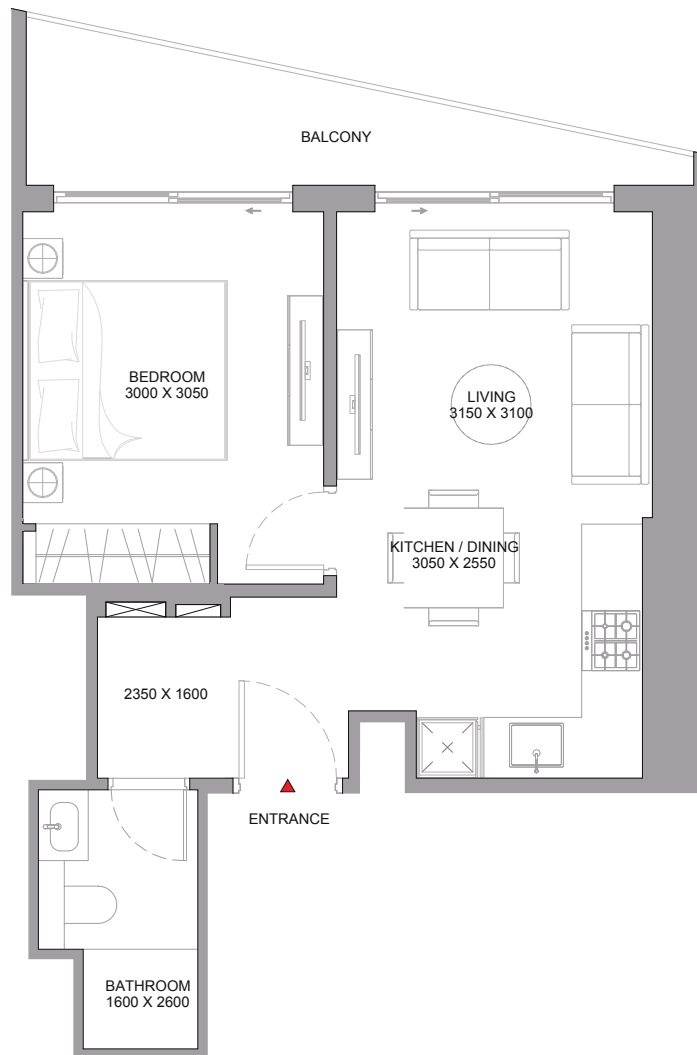 BALCONY
BEDROOM
3000 X 3050
LIVING
3150 X 3100
KITCHEN / DINING
3050 X 2550
2350 X 1600
ENTRANCE
BATHROOM
1600 X 2600